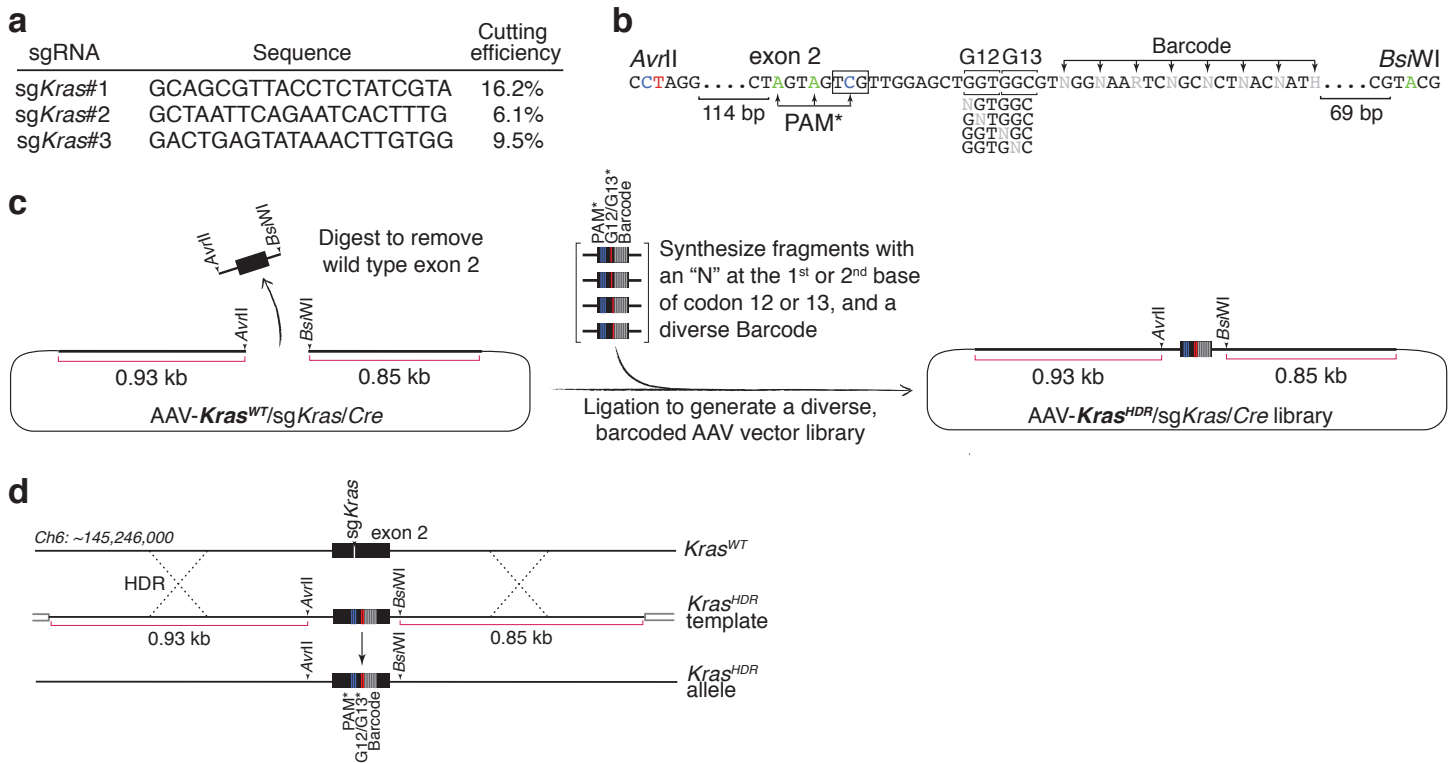 a
sgRNA Sequence Cutting efficiency
sgKras#1 GCAGCGTTACCTCTATCGTA 16.2%
sgKras#2 GCTAATTCAGAATCACTTTG 6.1%
sgKras#3 GACTGAGTATAAACTTGTGG 9.5%
b
AvrII exon 2 G12 G13 Barcode BsiWI
CCTAGG....CTAGTAGTCGTTGGAGCTGGTGGCGTNGGNAARTCNGCNCTNACNATH....CGTACG
114 bp PAM* 69 bp
NGTGGC
GNTGGC
GGTNGC
GGTGNC
c
AvrII BsiWI
Digest to remove
wild type exon 2
AvrII BsiWI
0.93 kb 0.85 kb
AAV-KrasWT/sgKras/Cre
PAM*
G12/G13*
Barcode
Synthesize fragments with
an “N” at the 1st or 2nd base
of codon 12 or 13, and a
diverse Barcode
Ligation to generate a diverse,
barcoded AAV vector library
AvrII BsiWI
0.93 kb 0.85 kb
AAV-KrasHDR/sgKras/Cre library
d
Ch6: ~145,246,000 sgKras exon 2 KrasWT
HDR
AvrII BsiWI
KrasHDR
template
0.93 kb 0.85 kb
AvrII BsiWI
KrasHDR
allele
PAM*
G12/G13*
Barcode